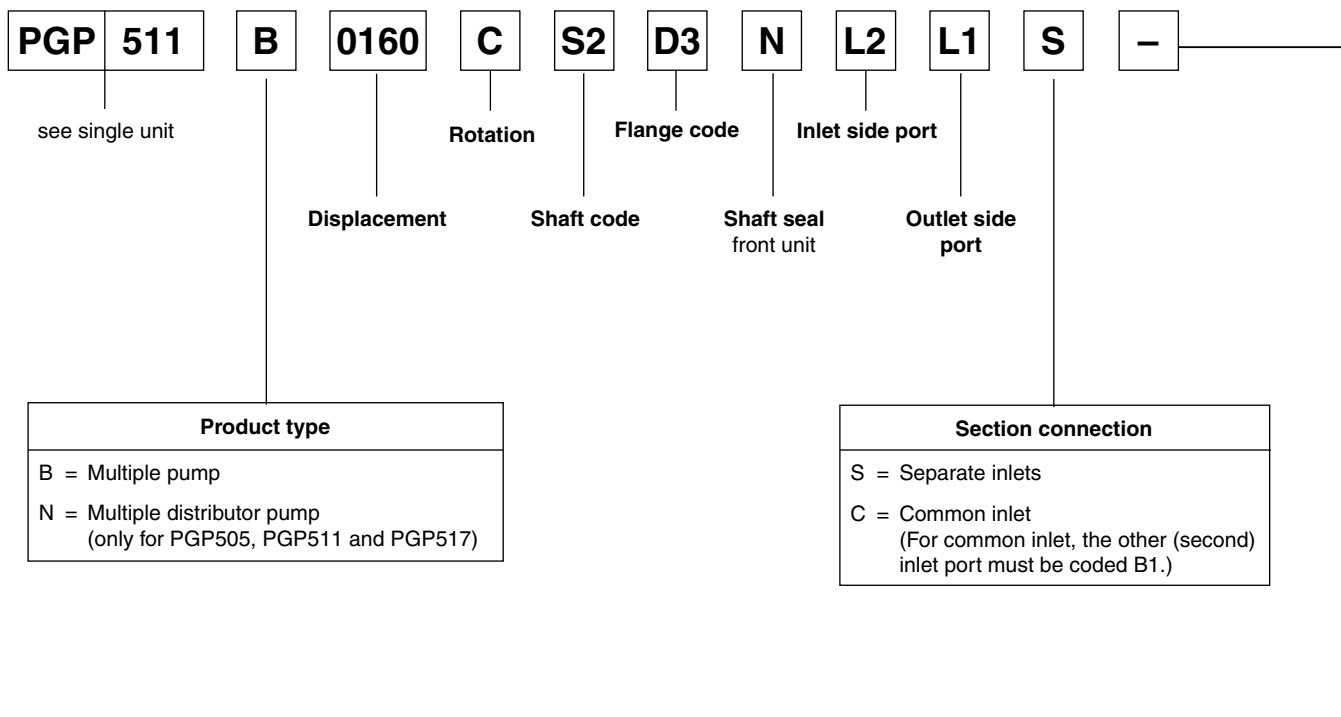 PGP 511 B 0160 C S2 D3 N L2 L1 S –
see single unit
Rotation
Flange code
Inlet side port
Displacement
Shaft code
Shaft seal
front unit
Outlet side
port
Product type
B = Multiple pump
N = Multiple distributor pump
(only for PGP505, PGP511 and PGP517)
Section connection
S = Separate inlets
C = Common inlet
(For common inlet, the other (second)
inlet port must be coded B1.)